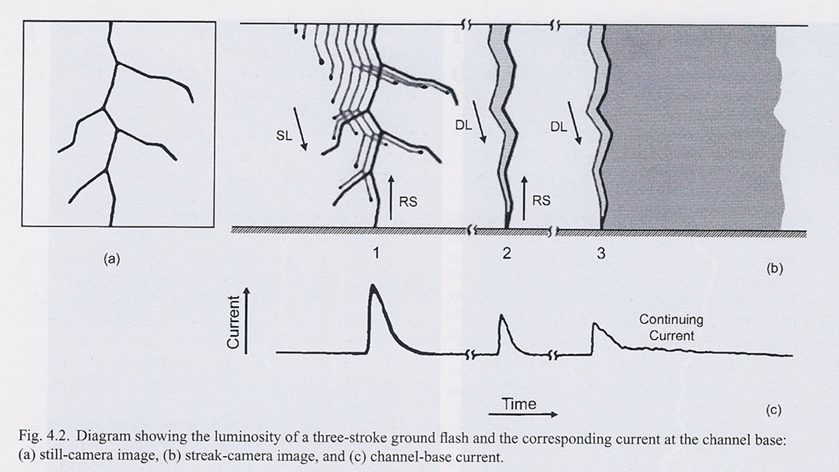 SL
RS
DL
RS
DL
1
2
3
(a)
(b)
Current
Continuing
Current
Time
(c)
Fig. 4.2. Diagram showing the luminosity of a three-stroke ground flash and the corresponding current at the channel base:
(a) still-camera image, (b) streak-camera image, and (c) channel-base current.